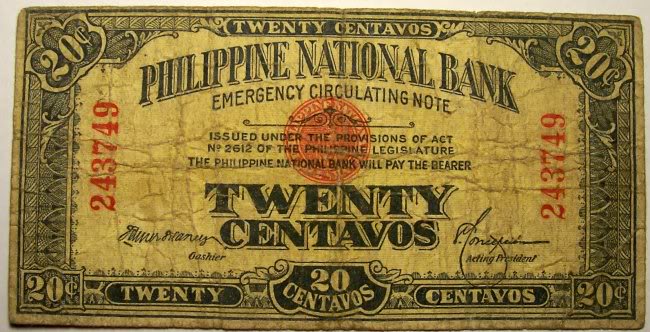 20¢ TWENTY CENTAVOS 20¢
PHILIPPINE NATIONAL BANK
EMERGENCY CIRCULATING NOTE
ISSUED UNDER THE PROVISIONS OF ACT
Nº 2612 OF THE PHILIPPINE LEGISLATURE
THE PHILIPPINE NATIONAL BANK WILL PAY THE BEARER
243749
243749
TWENTY
CENTAVOS
Cashier
Acting President
20¢ TWENTY 20 CENTAVOS TWENTY 20¢